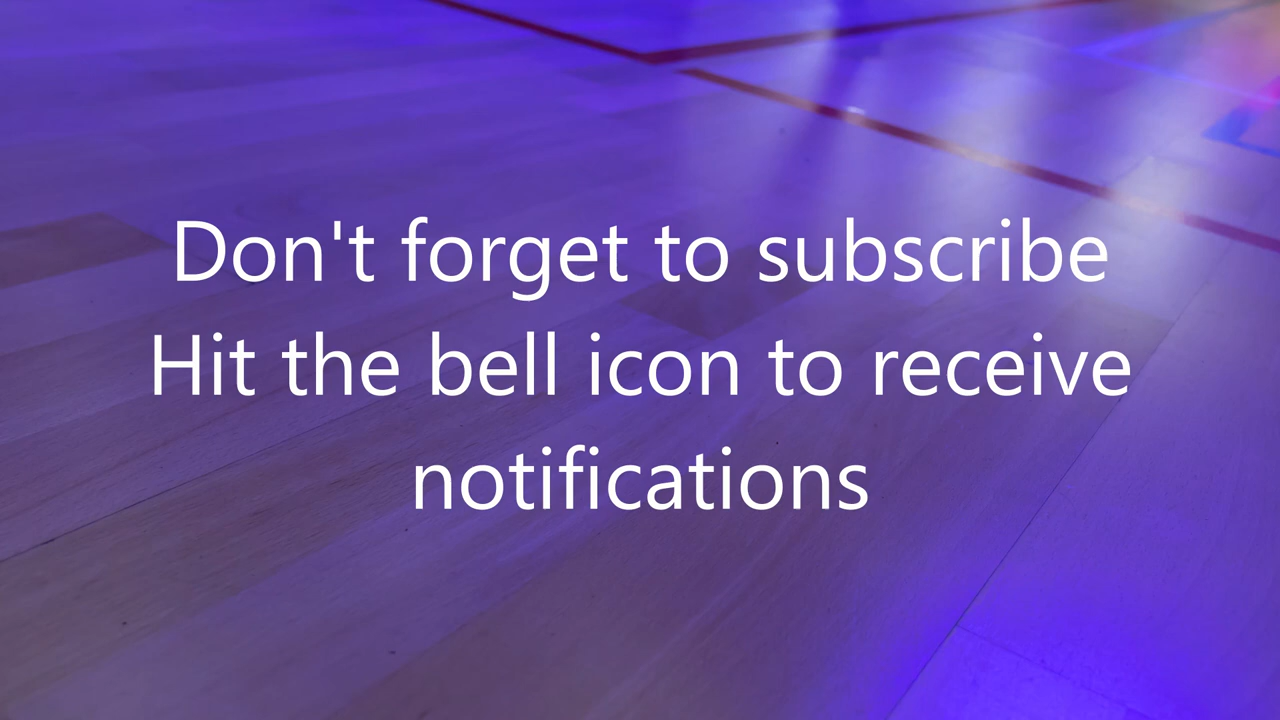 Don't forget to subscribe
Hit the bell icon to receive
notifications